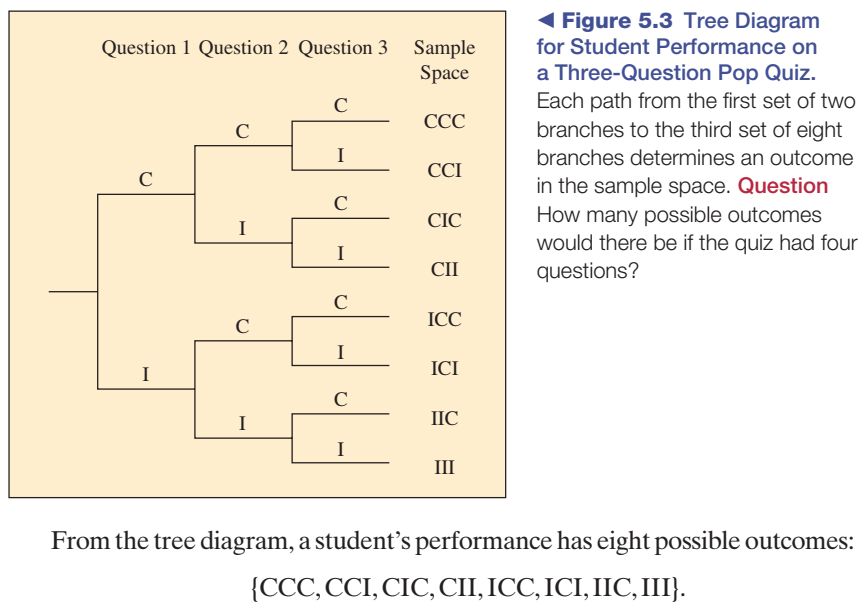 Question 1 Question 2 Question 3 Sample
Space
C
C
CCC
I
CCI
C
I
C
CIC
I
CII
C
C
ICC
I
ICI
I
I
C
IIC
I
III
◄ Figure 5.3 Tree Diagram
for Student Performance on
a Three-Question Pop Quiz.
Each path from the first set of two
branches to the third set of eight
branches determines an outcome
in the sample space. Question
How many possible outcomes
would there be if the quiz had four
questions?
From the tree diagram, a student’s performance has eight possible outcomes:
{CCC, CCI, CIC, CII, ICC, ICI, IIC, III}.